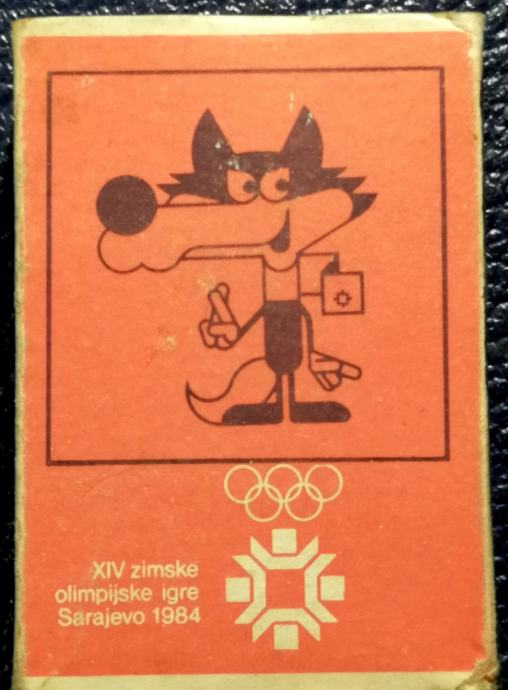 XIV zimske
olimpijske igre
Sarajevo 1984